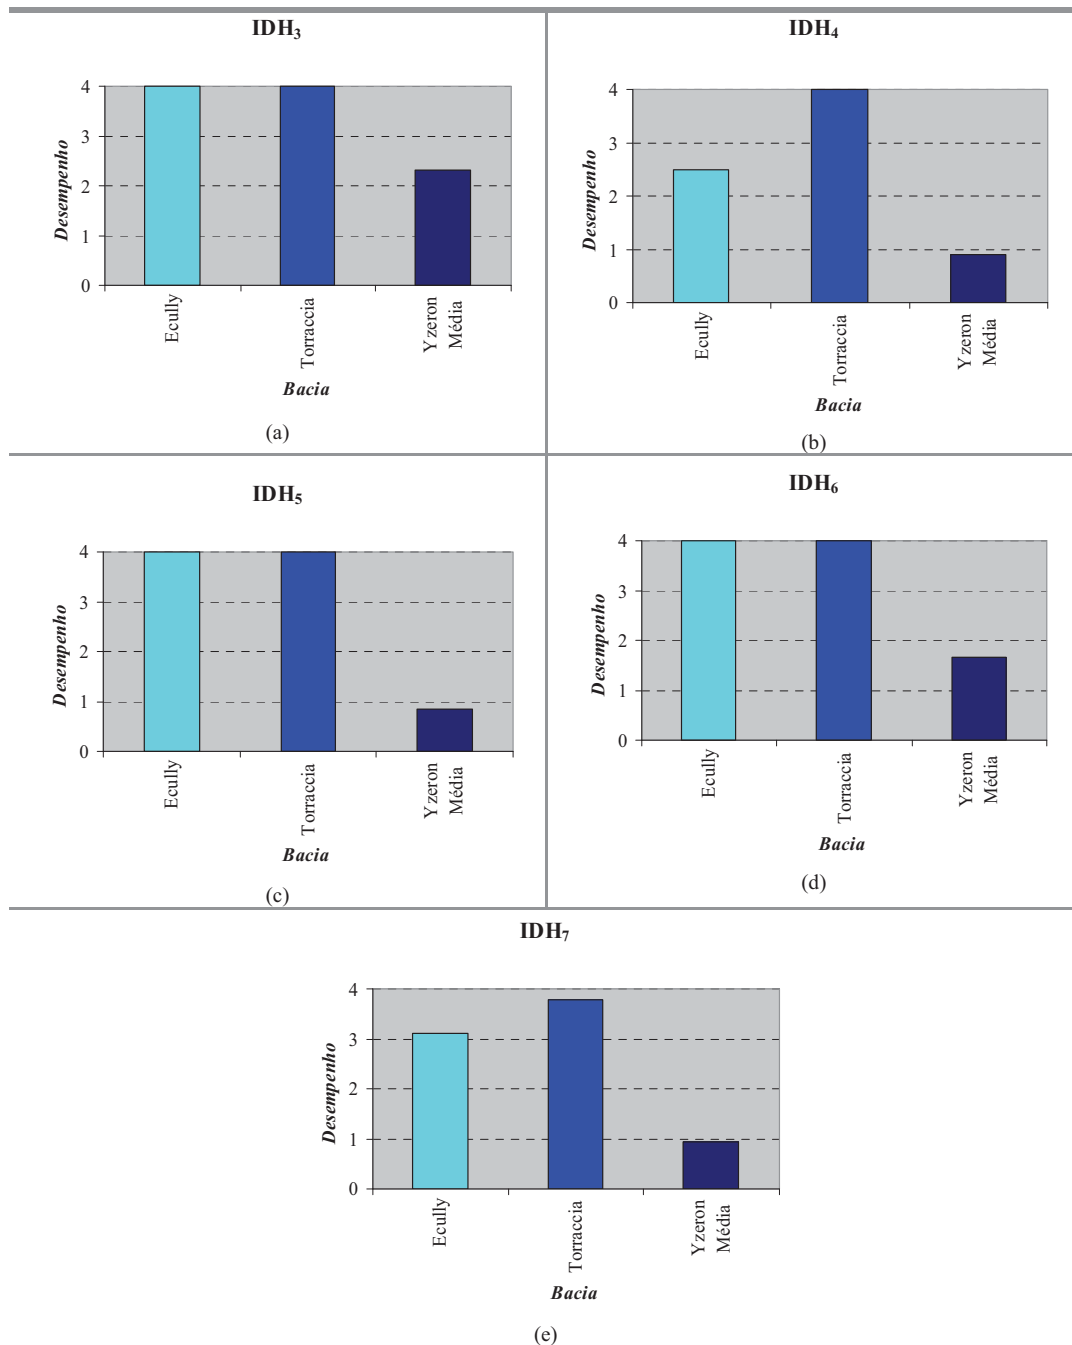 IDH3
4
3
2
1
0
Desempenho
Ecully
Torraccia
Yzeron
Média
Bacia
(a)
IDH4
4
3
2
1
0
Desempenho
Ecully
Torraccia
Yzeron
Média
Bacia
(b)
IDH5
4
3
2
1
0
Desempenho
Ecully
Torraccia
Yzeron
Média
Bacia
(c)
IDH6
4
3
2
1
0
Desempenho
Ecully
Torraccia
Yzeron
Média
Bacia
(d)
IDH7
4
3
2
1
0
Desempenho
Ecully
Torraccia
Yzeron
Média
Bacia
(e)